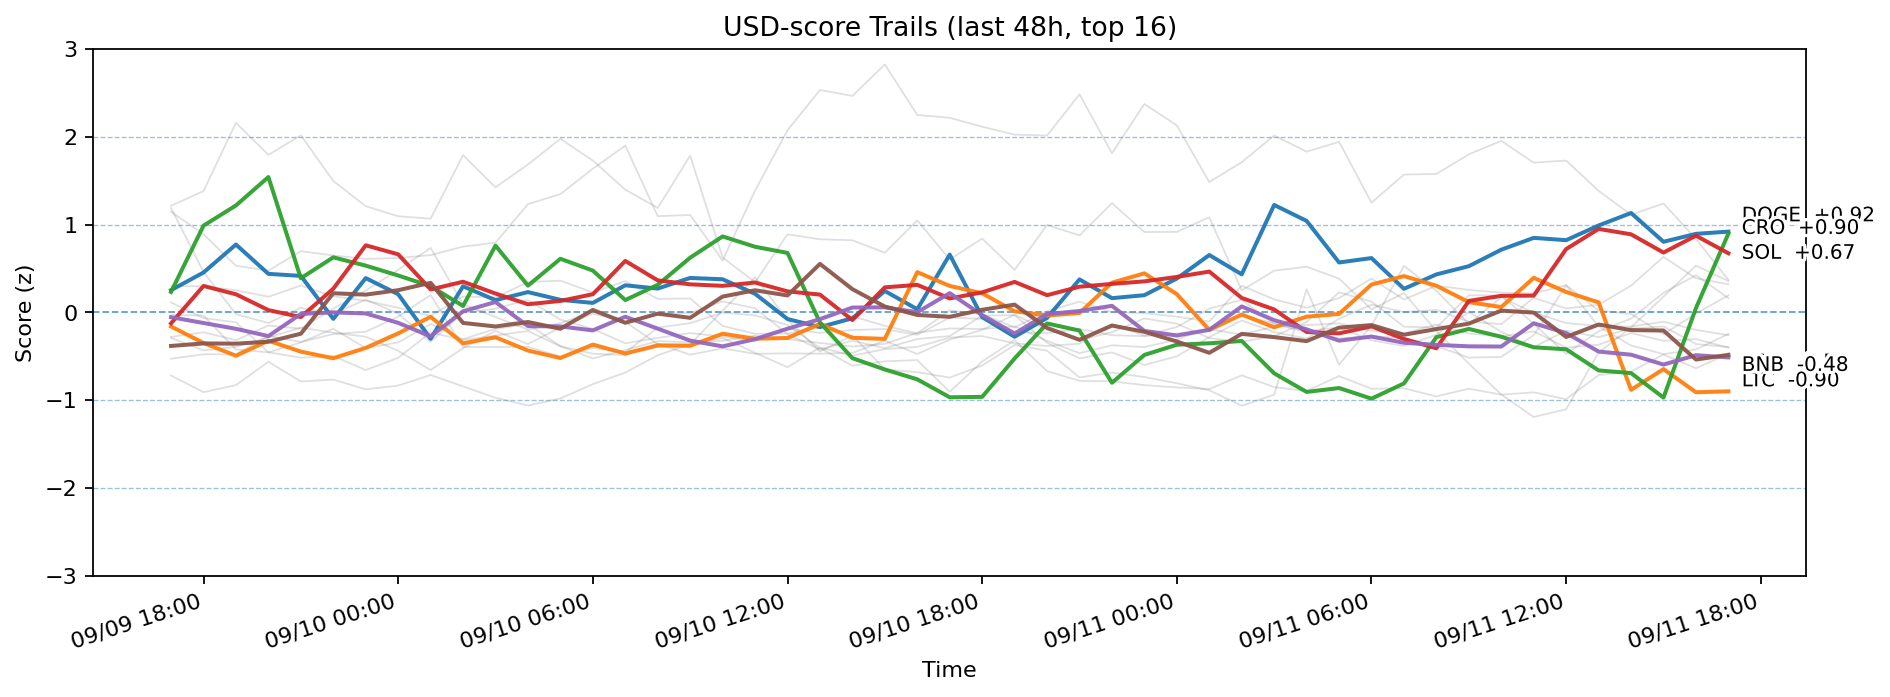 USD-score Trails (last 48h, top 16)
Score (z)
3
2
1
0
−1
−2
−3
DOGE +0.92
CRO +0.90
SOL +0.67
BNB -0.48
LTC -0.90
09/09 18:00
09/10 00:00
09/10 06:00
09/10 12:00
09/10 18:00
09/11 00:00
09/11 06:00
09/11 12:00
09/11 18:00
Time